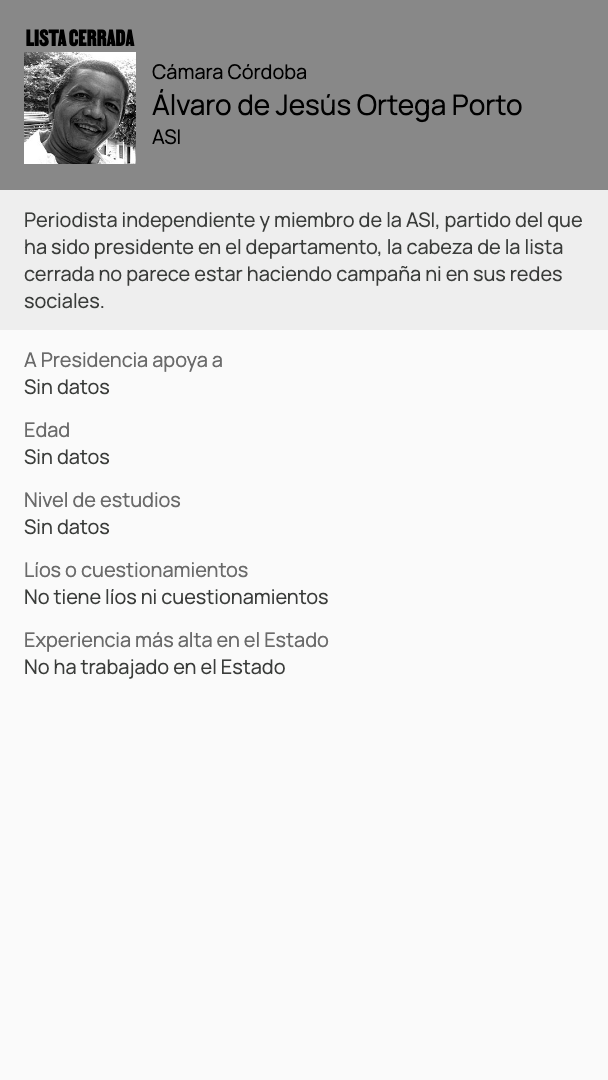 LISTA CERRADA
Cámara Córdoba
Álvaro de Jesús Ortega Porto
ASI
Periodista independiente y miembro de la ASI, partido del que
ha sido presidente en el departamento, la cabeza de la lista
cerrada no parece estar haciendo campaña ni en sus redes
sociales.
A Presidencia apoya a
Sin datos
Edad
Sin datos
Nivel de estudios
Sin datos
Líos o cuestionamientos
No tiene líos ni cuestionamientos
Experiencia más alta en el Estado
No ha trabajado en el Estado